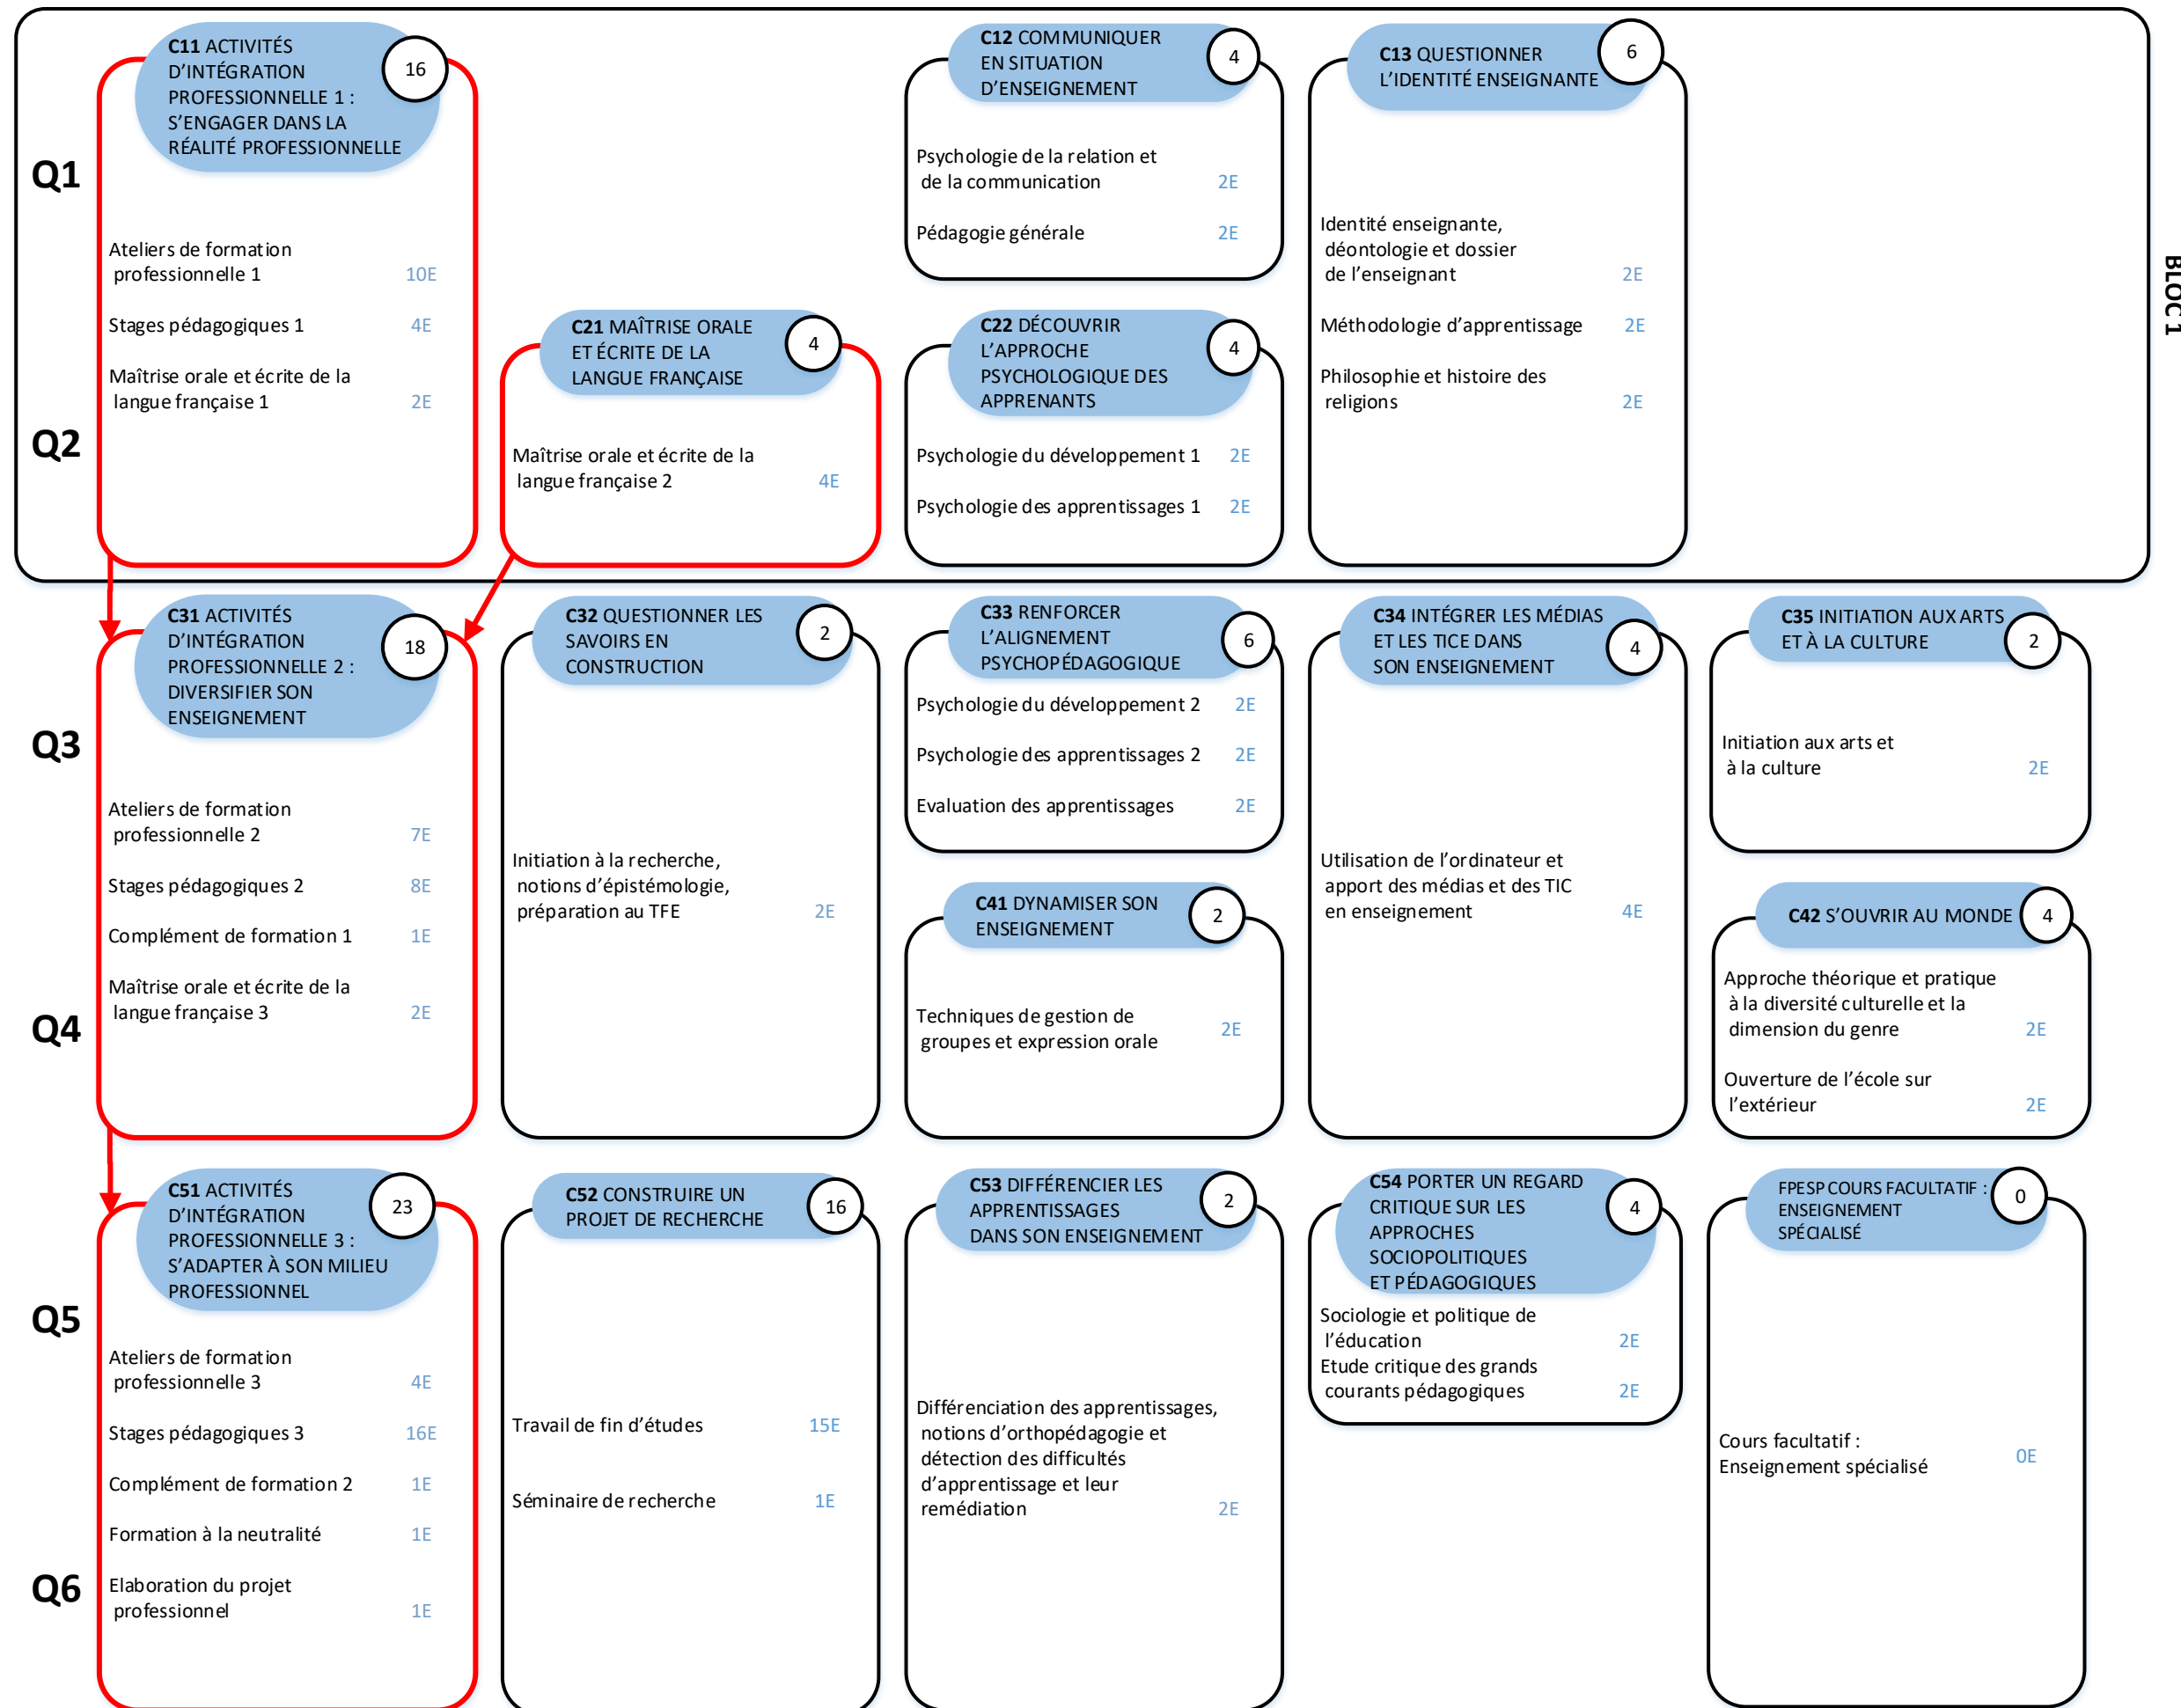 BLOC 1
Q1
Q2
C11 ACTIVITÉS
D’INTÉGRATION
PROFESSIONNELLE 1 :
S’ENGAGER DANS LA
RÉALITÉ PROFESSIONNELLE
16
Ateliers de formation
professionnelle 1 10E
Stages pédagogiques 1 4E
Maîtrise orale et écrite de la
langue française 1 2E
C21 MAÎTRISE ORALE
ET ÉCRITE DE LA
LANGUE FRANÇAISE
4
Maîtrise orale et écrite de la
langue française 2 4E
C12 COMMUNIQUER
EN SITUATION
D’ENSEIGNEMENT
4
Psychologie de la relation et
de la communication 2E
Pédagogie générale 2E
C22 DÉCOUVRIR
L’APPROCHE
PSYCHOLOGIQUE DES
APPRENANTS
4
Psychologie du développement 1 2E
Psychologie des apprentissages 1 2E
C13 QUESTIONNER
L’IDENTITÉ ENSEIGNANTE
6
Identité enseignante,
déontologie et dossier
de l’enseignant 2E
Méthodologie d’apprentissage 2E
Philosophie et histoire des
religions 2E
Q3
Q4
C31 ACTIVITÉS
D’INTÉGRATION
PROFESSIONNELLE 2 :
DIVERSIFIER SON
ENSEIGNEMENT
18
Ateliers de formation
professionnelle 2 7E
Stages pédagogiques 2 8E
Complément de formation 1 1E
Maîtrise orale et écrite de la
langue française 3 2E
C32 QUESTIONNER LES
SAVOIRS EN
CONSTRUCTION
2
Initiation à la recherche,
notions d’épistémologie,
préparation au TFE 2E
C33 RENFORCER
L’ALIGNEMENT
PSYCHOPÉDAGOGIQUE
6
Psychologie du développement 2 2E
Psychologie des apprentissages 2 2E
Evaluation des apprentissages 2E
C41 DYNAMISER SON
ENSEIGNEMENT
2
Techniques de gestion de
groupes et expression orale 2E
C34 INTÉGRER LES MÉDIAS
ET LES TICE DANS
SON ENSEIGNEMENT
4
Utilisation de l’ordinateur et
apport des médias et des TIC
en enseignement 4E
C35 INITIATION AUX ARTS
ET À LA CULTURE
2
Initiation aux arts et
à la culture 2E
C42 S’OUVRIR AU MONDE
4
Approche théorique et pratique
à la diversité culturelle et la
dimension du genre 2E
Ouverture de l’école sur
l’extérieur 2E
Q5
Q6
C51 ACTIVITÉS
D’INTÉGRATION
PROFESSIONNELLE 3 :
S’ADAPTER À SON MILIEU
PROFESSIONNEL
23
Ateliers de formation
professionnelle 3 4E
Stages pédagogiques 3 16E
Complément de formation 2 1E
Formation à la neutralité 1E
Elaboration du projet
professionnel 1E
C52 CONSTRUIRE UN
PROJET DE RECHERCHE
16
Travail de fin d’études 15E
Séminaire de recherche 1E
C53 DIFFÉRENCIER LES
APPRENTISSAGES
DANS SON ENSEIGNEMENT
2
Différenciation des apprentissages,
notions d’orthopédagogie et
détection des difficultés
d’apprentissage et leur
remédiation 2E
C54 PORTER UN REGARD
CRITIQUE SUR LES
APPROCHES
SOCIOPOLITIQUES
ET PÉDAGOGIQUES
4
Sociologie et politique de
l’éducation 2E
Etude critique des grands
courants pédagogiques 2E
FPESP COURS FACULTATIF :
ENSEIGNEMENT
SPÉCIALISÉ
0
Cours facultatif :
Enseignement spécialisé 0E